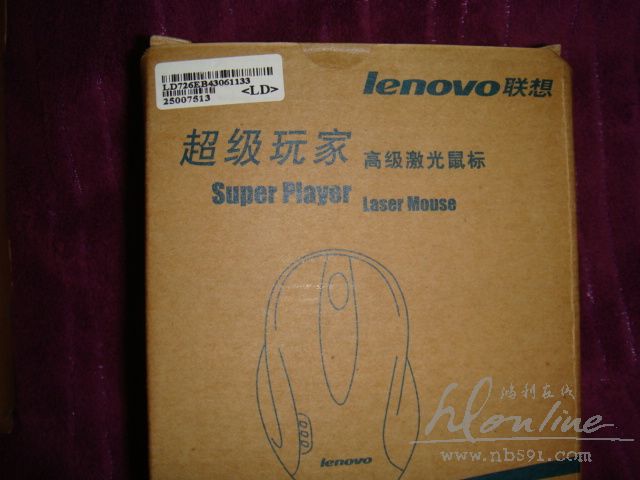 LD726EB43061133
25007513 <LD>
lenovo联想
超级玩家 高级激光鼠标
Super Player Laser Mouse
lenovo
鸿利在线
hlonline
www.nb591.com